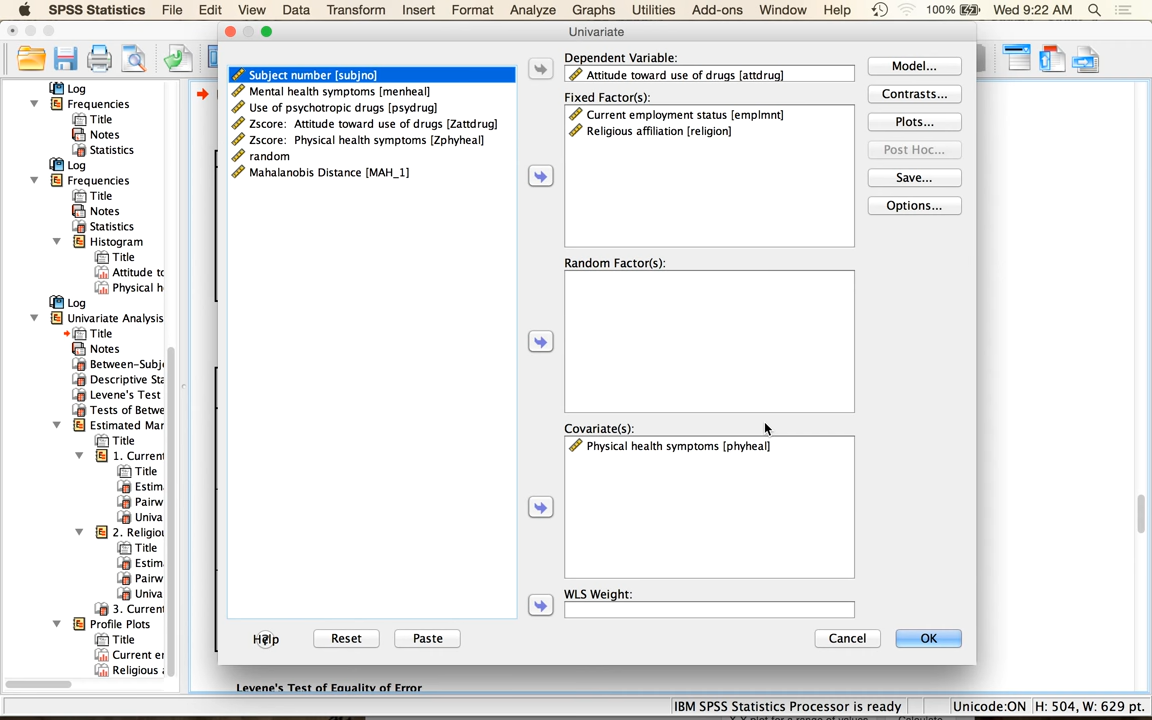 SPSS Statistics File Edit View Data Transform Insert Format Analyze Graphs Utilities Add-ons Window Help 100% Wed 9:22 AM
Univariate
Log
Frequencies
Title
Notes
Statistics
Log
Frequencies
Title
Notes
Statistics
Histogram
Title
Attitude to
Physical h
Log
Univariate Analysis
Title
Notes
Between-Subje
Descriptive Sta
Levene's Test
Tests of Betwe
Estimated Mar
Title
1. Current
Title
Estim
Pairw
Univa
2. Religiou
Title
Estim
Pairw
Univa
3. Current
Profile Plots
Title
Current em
Religious a
Subject number [subjno]
Mental health symptoms [menheal]
Use of psychotropic drugs [psydrug]
Zscore: Attitude toward use of drugs [Zattdrug]
Zscore: Physical health symptoms [Zphyheal]
random
Mahalanobis Distance [MAH_1]
Dependent Variable:
Attitude toward use of drugs [attdrug]
Fixed Factor(s):
Current employment status [emplmnt]
Religious affiliation [religion]
Random Factor(s):
Covariate(s):
Physical health symptoms [phyheal]
WLS Weight:
Model...
Contrasts...
Plots...
Post Hoc...
Save...
Options...
Help Reset Paste Cancel OK
Levene's Test of Equality of Error
IBM SPSS Statistics Processor is ready Unicode:ON H: 504, W: 629 pt.